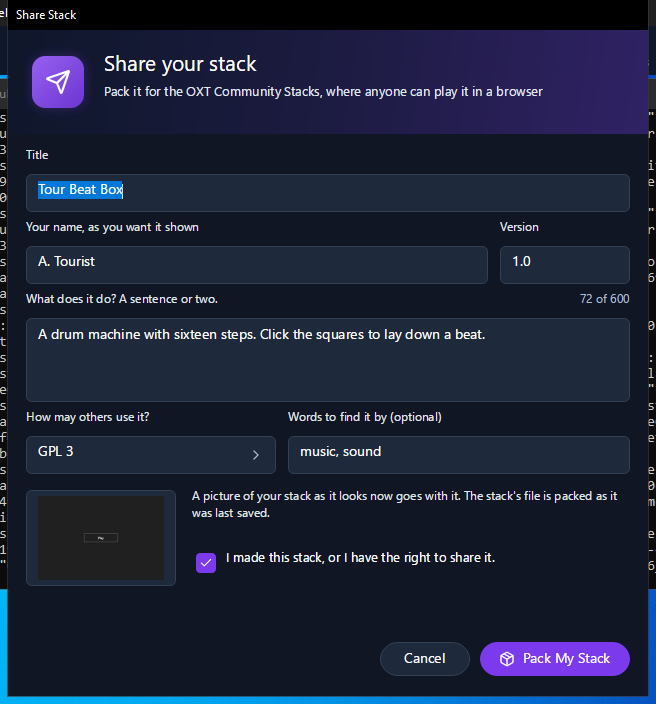 Share Stack
Share your stack
Pack it for the OXT Community Stacks, where anyone can play it in a browser
Title
Tour Beat Box
Your name, as you want it shown
Version
A. Tourist
1.0
What does it do? A sentence or two.
72 of 600
A drum machine with sixteen steps. Click the squares to lay down a beat.
How may others use it?
Words to find it by (optional)
GPL 3
music, sound
A picture of your stack as it looks now goes with it. The stack's file is packed as it
was last saved.
Play
I made this stack, or I have the right to share it.
Cancel
Pack My Stack